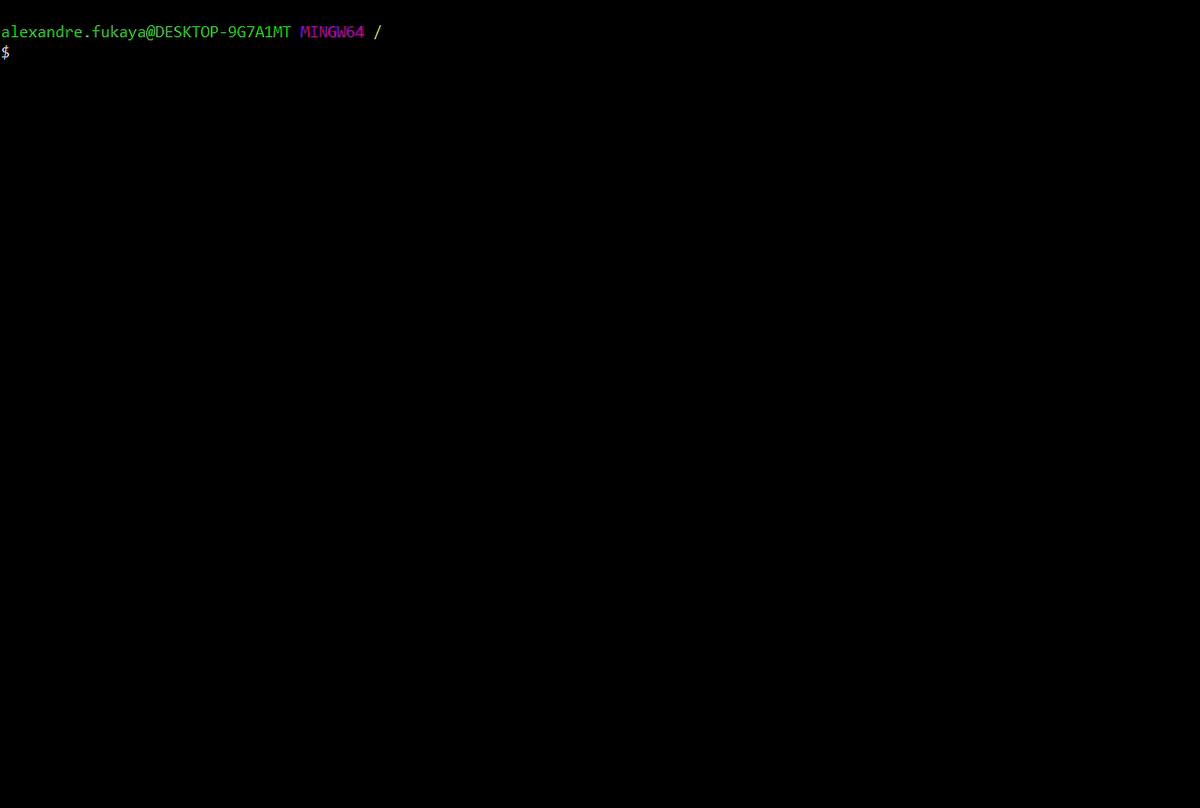 alexandre.fukaya@DESKTOP-9G7A1MT MINGW64 /
$